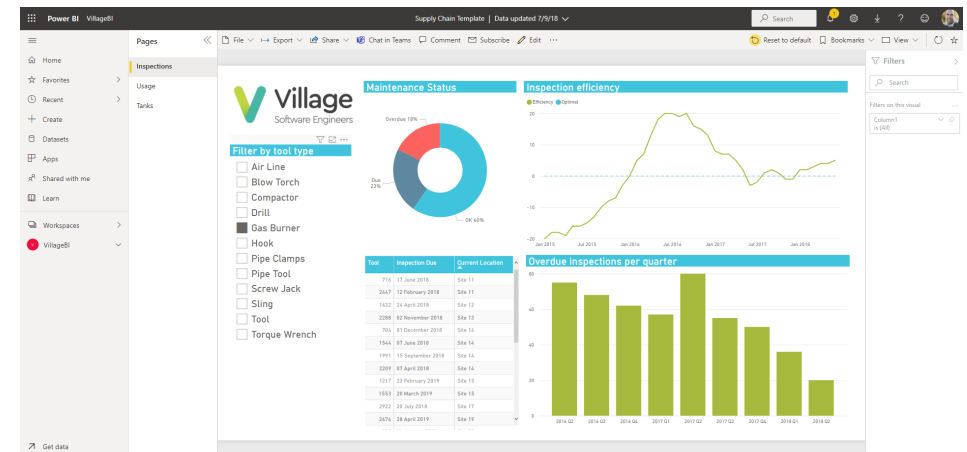 Power BI VillageBI
Supply Chain Template | Data updated 7/9/18
Search
Pages
File Export Share Chat in Teams Comment Subscribe Edit ...
Reset to default Bookmarks View
Home
Favorites
Recent
Create
Datasets
Apps
Shared with me
Learn
Workspaces
VillageBI
Get data
Inspections
Usage
Tanks
Village
Software Engineers
Filter by tool type
Air Line
Blow Torch
Compactor
Drill
Gas Burner
Hook
Pipe Clamps
Pipe Tool
Screw Jack
Sling
Tool
Torque Wrench
Maintenance Status
Overdue 18%
Due
23%
OK 60%
Tool Inspection Due Current Location
716 17 June 2018 Site 11
2647 12 February 2018 Site 11
1632 24 April 2018 Site 12
2288 02 November 2018 Site 13
786 01 December 2018 Site 14
1544 07 June 2018 Site 14
1991 15 September 2018 Site 14
2209 07 April 2018 Site 14
1217 23 February 2019 Site 15
1553 20 March 2019 Site 15
2922 20 July 2018 Site 17
2674 28 April 2019 Site 19
Inspection efficiency
Efficiency Optimal
20
10
0
-10
-20
Jan 2015 Jul 2015 Jan 2016 Jul 2016 Jan 2017 Jul 2017 Jan 2018
Overdue inspections per quarter
80
60
40
20
0
2016 Q2 2016 Q3 2016 Q4 2017 Q1 2017 Q2 2017 Q3 2017 Q4 2018 Q1 2018 Q2
Filters
Search
Filters on this visual ...
Column1
is (All)